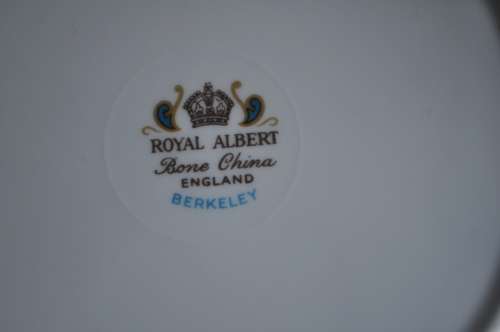 ROYAL ALBERT
Bone China
ENGLAND
BERKELEY